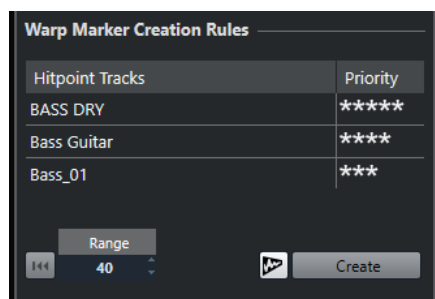 Warp Marker Creation Rules
Hitpoint Tracks Priority
BASS DRY *****
Bass Guitar ****
Bass_01 ***
Range
40 Create